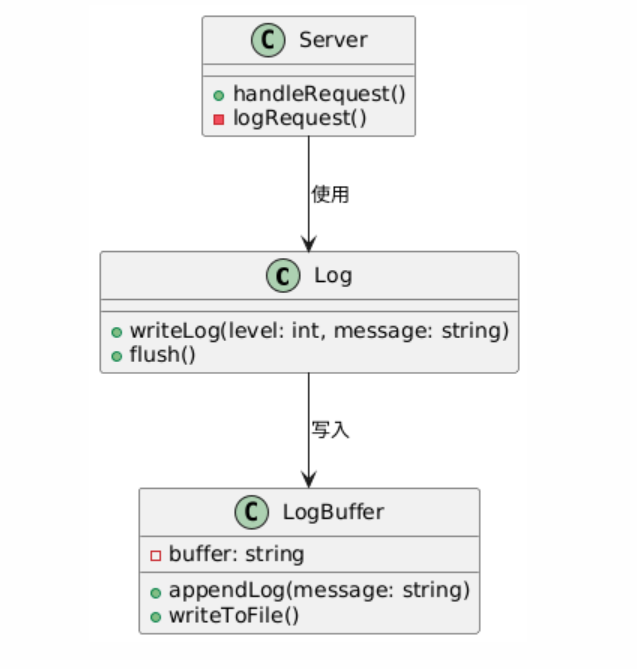 C Server
handleRequest()
logRequest()
使用
C Log
writeLog(level: int, message: string)
flush()
写入
C LogBuffer
buffer: string
appendLog(message: string)
writeToFile()